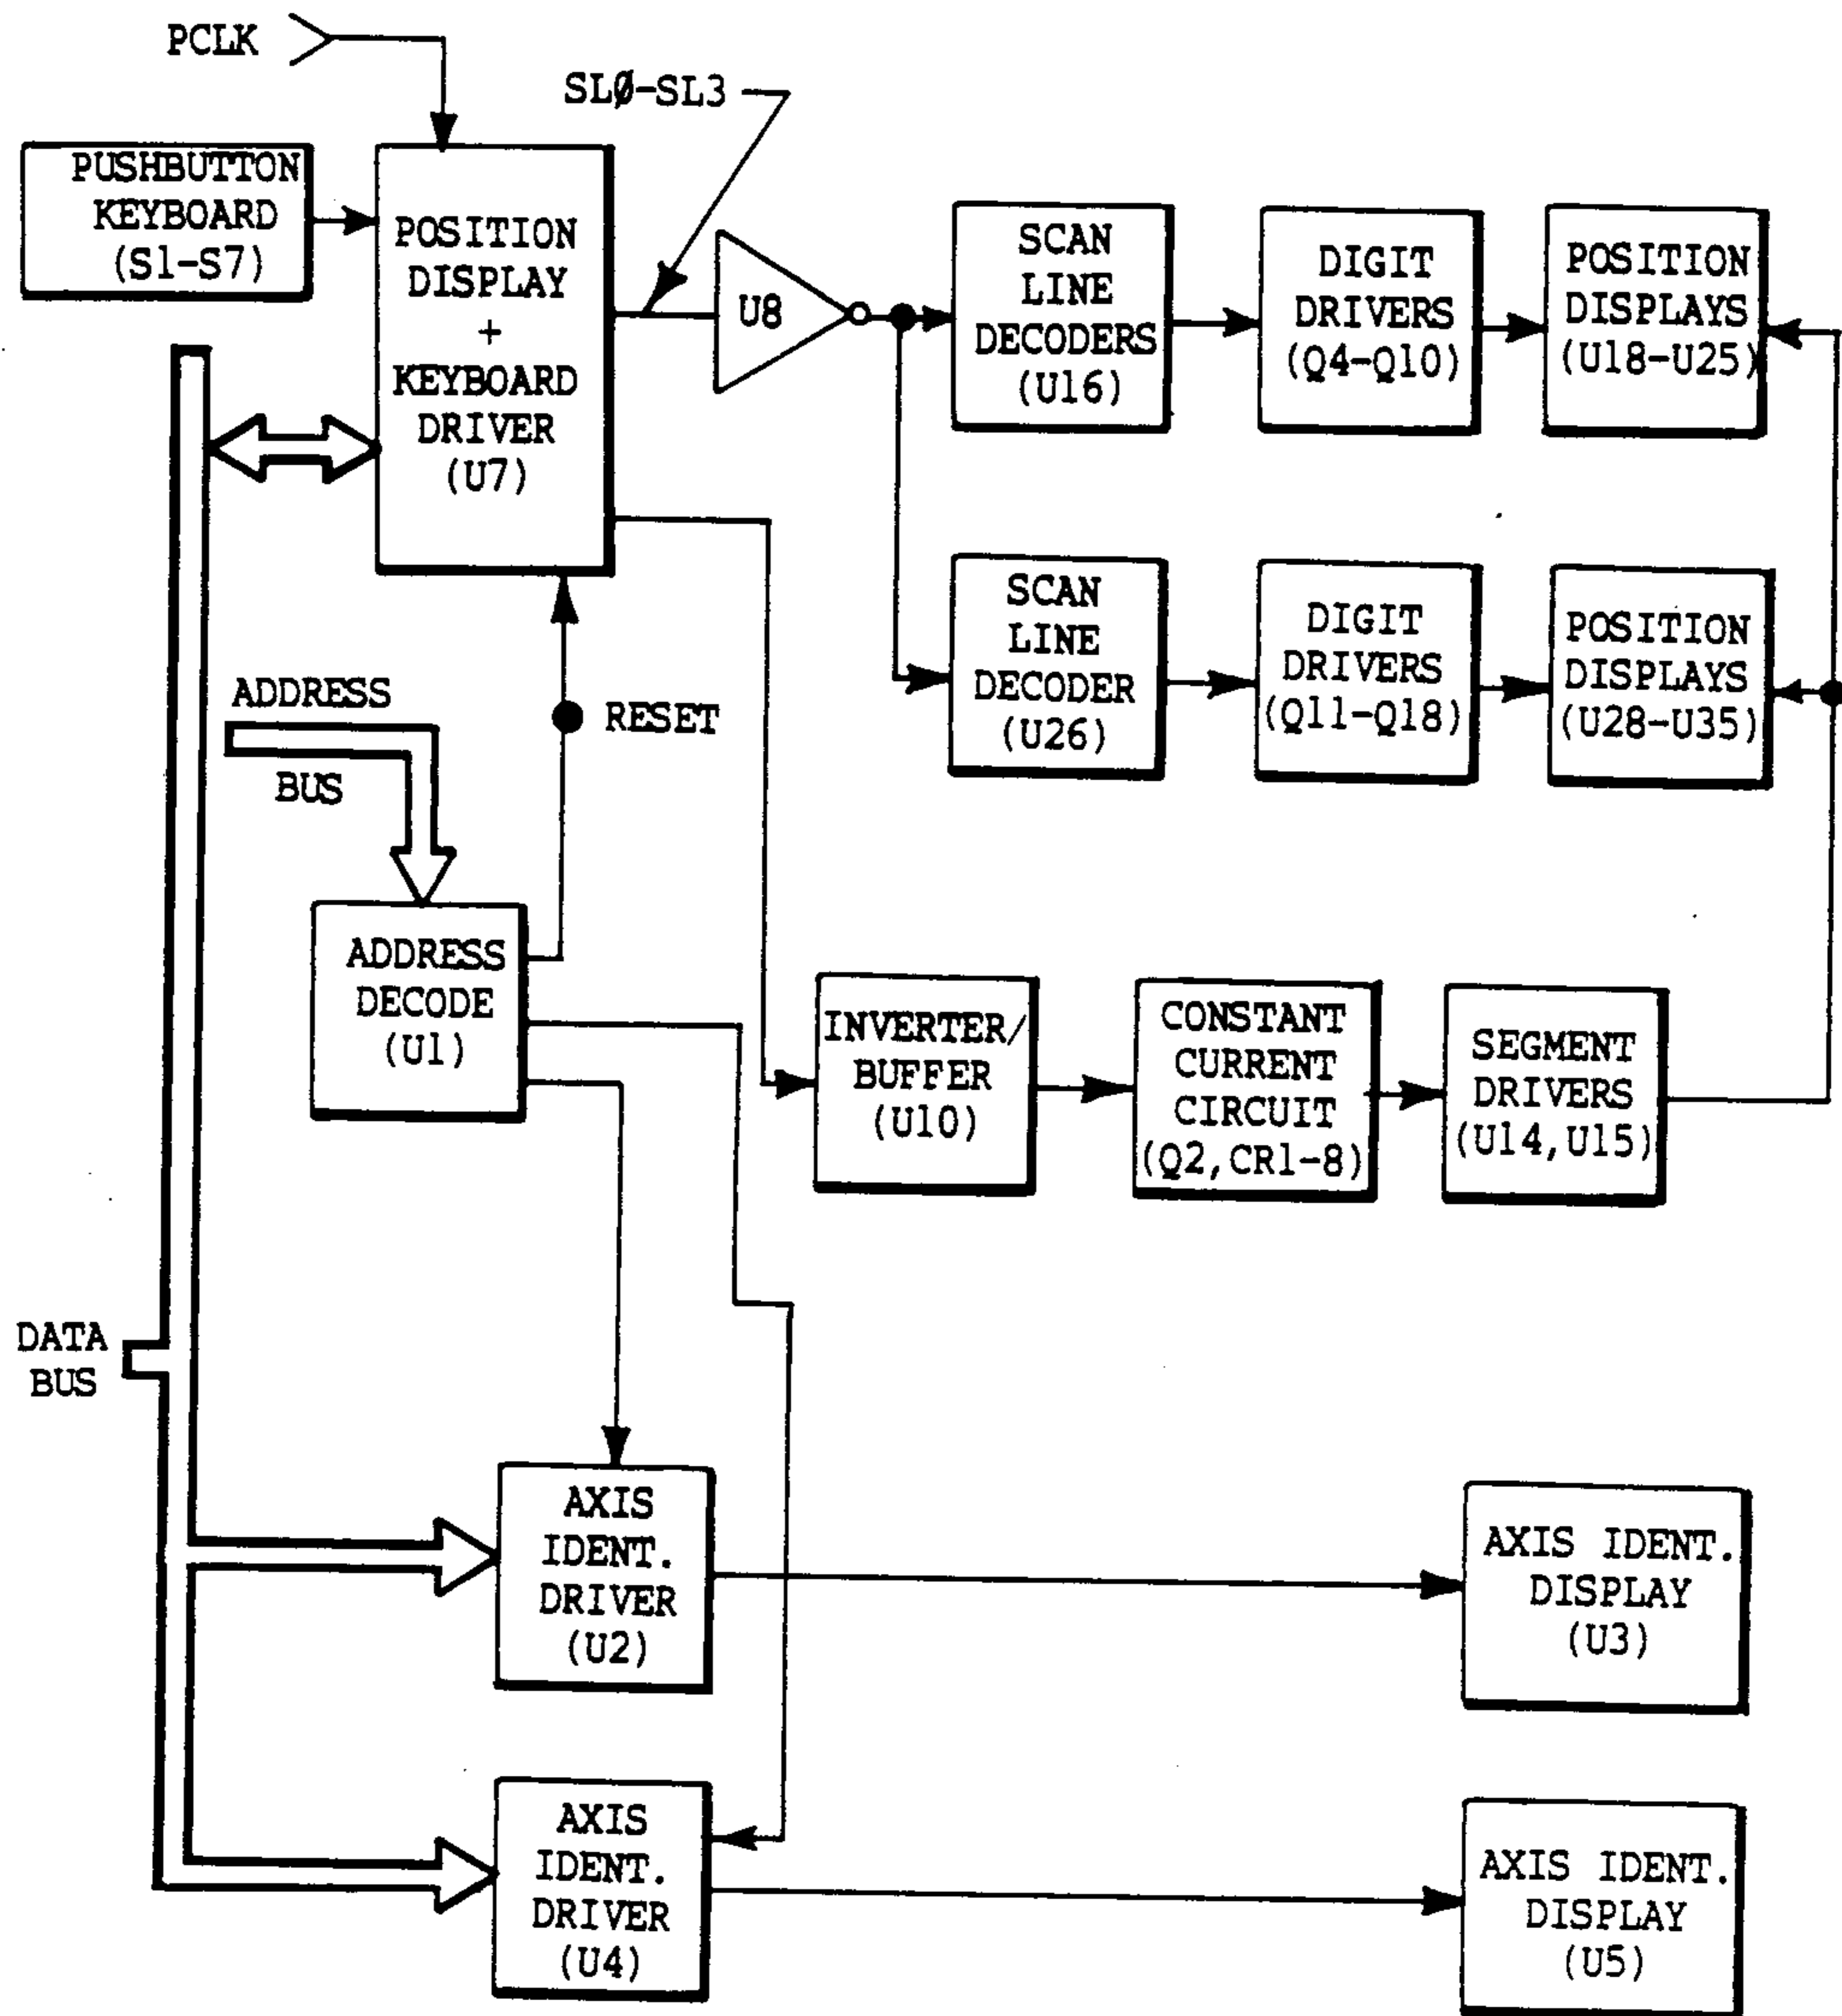 PCLK
SLØ-SL3
PUSHBUTTON
KEYBOARD
(S1-S7)
POSITION
DISPLAY
+
KEYBOARD
DRIVER
(U7)
U8
SCAN
LINE
DECODERS
(U16)
DIGIT
DRIVERS
(Q4-Q10)
POSITION
DISPLAYS
(U18-U25)
SCAN
LINE
DECODER
(U26)
DIGIT
DRIVERS
(Q11-Q18)
POSITION
DISPLAYS
(U28-U35)
ADDRESS
BUS
RESET
ADDRESS
DECODE
(U1)
INVERTER/
BUFFER
(U10)
CONSTANT
CURRENT
CIRCUIT
(Q2,CR1-8)
SEGMENT
DRIVERS
(U14,U15)
DATA
BUS
AXIS
IDENT.
DRIVER
(U2)
AXIS IDENT.
DISPLAY
(U3)
AXIS
IDENT.
DRIVER
(U4)
AXIS IDENT.
DISPLAY
(U5)